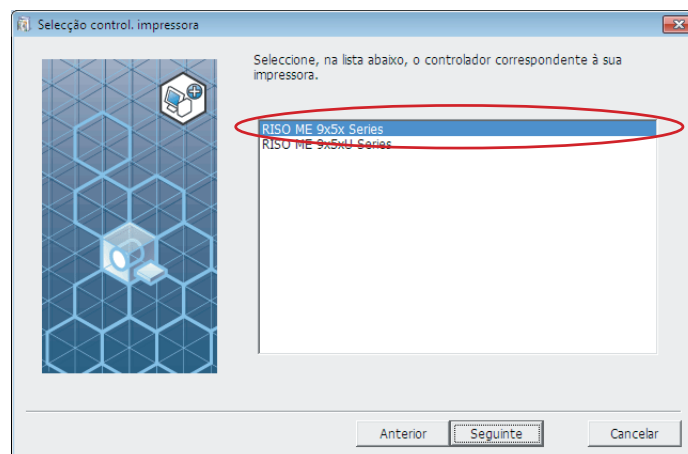 Selecção control. impressora
Seleccione, na lista abaixo, o controlador correspondente à sua
impressora.
RISO ME 9x5x Series
RISO ME 9x5xU Series
Anterior
Seguinte
Cancelar